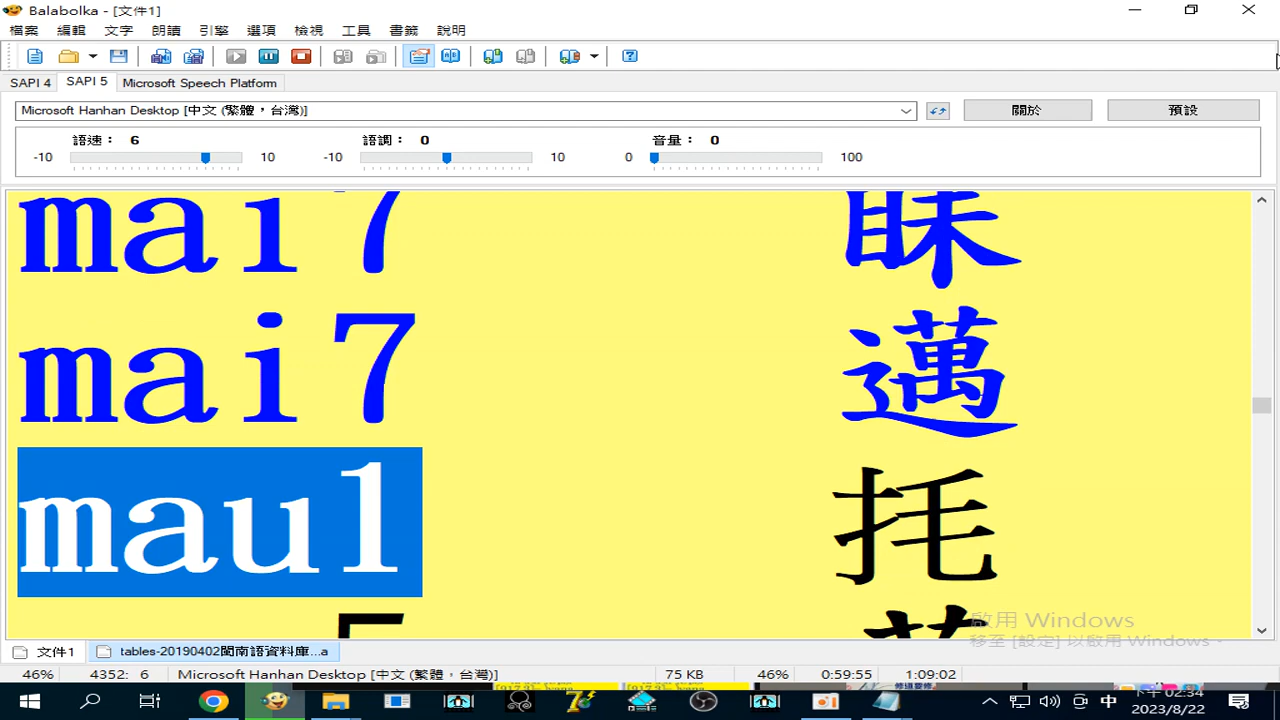 Balabolka - [文件1]
檔案 編輯 文字 朗讀 引擎 選項 檢視 工具 書籤 說明
SAPI 4 SAPI 5 Microsoft Speech Platform
Microsoft Hanhan Desktop [中文 (繁體，台灣)] 關於 預設
語速： 6 語調： 0 音量： 0
-10 10 -10 10 0 100
mai7 眛
mai7 邁
mau1 托
啟用 Windows
移至 [設定] 以啟用 Windows。
文件1 tables-20190402閩南語資料庫...a
46% 4352: 6 Microsoft Hanhan Desktop [中文 (繁體，台灣)] 75 KB 46% 0:59:55 1:09:02
中 下午 02:34
2023/8/22